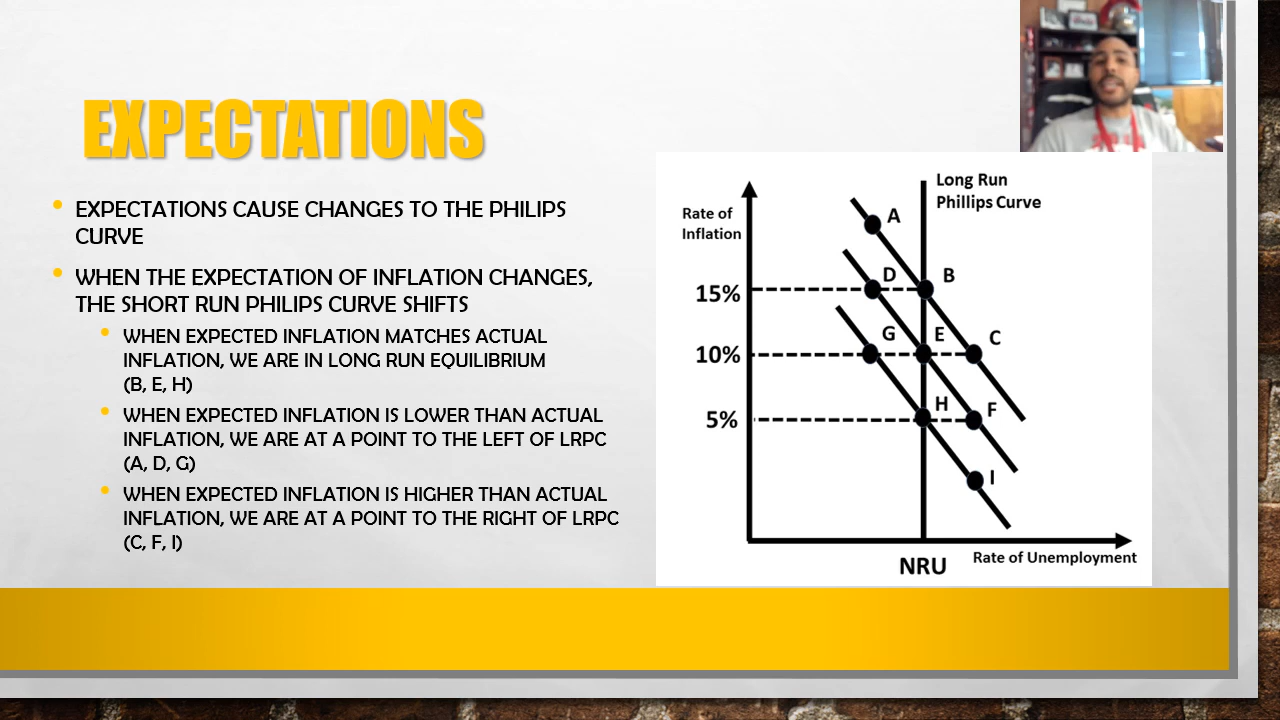 EXPECTATIONS
EXPECTATIONS CAUSE CHANGES TO THE PHILIPS
CURVE
WHEN THE EXPECTATION OF INFLATION CHANGES,
THE SHORT RUN PHILIPS CURVE SHIFTS
WHEN EXPECTED INFLATION MATCHES ACTUAL
INFLATION, WE ARE IN LONG RUN EQUILIBRIUM
(B, E, H)
WHEN EXPECTED INFLATION IS LOWER THAN ACTUAL
INFLATION, WE ARE AT A POINT TO THE LEFT OF LRPC
(A, D, G)
WHEN EXPECTED INFLATION IS HIGHER THAN ACTUAL
INFLATION, WE ARE AT A POINT TO THE RIGHT OF LRPC
(C, F, I)
Long Run
Phillips Curve
Rate of
Inflation
A
D
B
15%
G
E
C
10%
H
F
5%
I
NRU
Rate of Unemployment